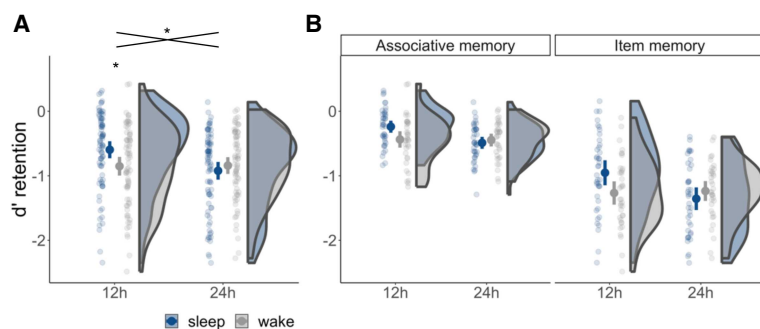 A
B
*
*
Associative memory
Item memory
d' retention
0
-1
-2
12h
24h
0
-1
-2
12h
24h
12h
24h
sleep
wake